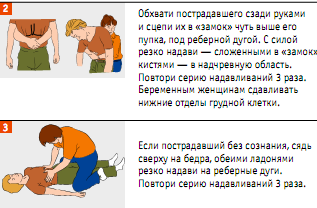 2
Обхвати пострадавшего сзади руками
и сцепи их в «замок» чуть выше его
пупка, под реберной дугой. С силой
резко надави — сложенными в «замок»
кистями — в надчревную область.
Повтори серию надавливаний 3 раза.
Беременным женщинам сдавливать
нижние отделы грудной клетки.
3
Если пострадавший без сознания, сядь
сверху на бедра, обеими ладонями
резко надави на реберные дуги.
Повтори серию надавливаний 3 раза.